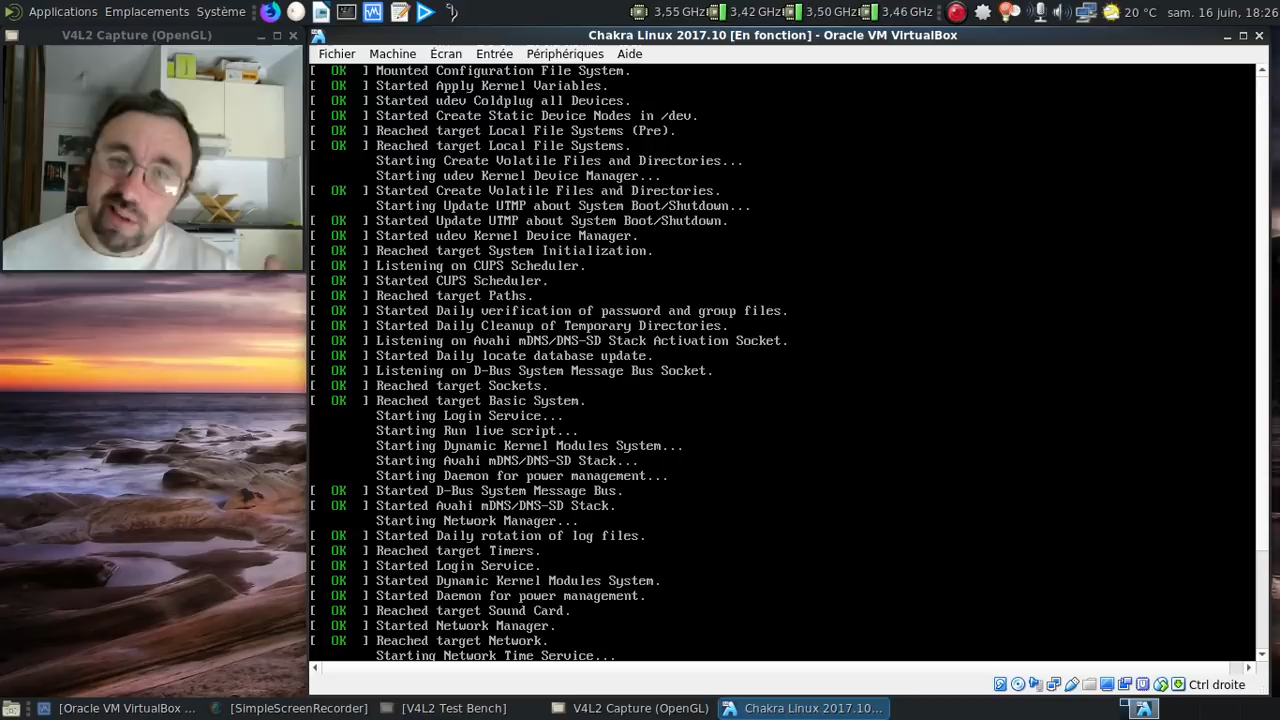 Applications Emplacements Système
3,55 GHz 3,42 GHz 3,50 GHz 3,46 GHz 20 °C sam. 16 juin, 18:26
V4L2 Capture (OpenGL)
Chakra Linux 2017.10 [En fonction] - Oracle VM VirtualBox
Fichier Machine Écran Entrée Périphériques Aide
[ OK ] Mounted Configuration File System.
[ OK ] Started Apply Kernel Variables.
[ OK ] Started udev Coldplug all Devices.
[ OK ] Started Create Static Device Nodes in /dev.
[ OK ] Reached target Local File Systems (Pre).
[ OK ] Reached target Local File Systems.
Starting Create Volatile Files and Directories...
Starting udev Kernel Device Manager...
[ OK ] Started Create Volatile Files and Directories.
Starting Update UTMP about System Boot/Shutdown...
[ OK ] Started Update UTMP about System Boot/Shutdown.
[ OK ] Started udev Kernel Device Manager.
[ OK ] Reached target System Initialization.
[ OK ] Listening on CUPS Scheduler.
[ OK ] Started CUPS Scheduler.
[ OK ] Reached target Paths.
[ OK ] Started Daily verification of password and group files.
[ OK ] Started Daily Cleanup of Temporary Directories.
[ OK ] Listening on Avahi mDNS/DNS-SD Stack Activation Socket.
[ OK ] Started Daily locate database update.
[ OK ] Listening on D-Bus System Message Bus Socket.
[ OK ] Reached target Sockets.
[ OK ] Reached target Basic System.
Starting Login Service...
Starting Run live script...
Starting Dynamic Kernel Modules System...
Starting Avahi mDNS/DNS-SD Stack...
Starting Daemon for power management...
[ OK ] Started D-Bus System Message Bus.
[ OK ] Started Avahi mDNS/DNS-SD Stack.
Starting Network Manager...
[ OK ] Started Daily rotation of log files.
[ OK ] Reached target Timers.
[ OK ] Started Login Service.
[ OK ] Started Dynamic Kernel Modules System.
[ OK ] Started Daemon for power management.
[ OK ] Reached target Sound Card.
[ OK ] Started Network Manager.
[ OK ] Reached target Network.
Starting Network Time Service...
Ctrl droite
[Oracle VM VirtualBox ... [SimpleScreenRecorder] [V4L2 Test Bench] V4L2 Capture (OpenGL) Chakra Linux 2017.10...